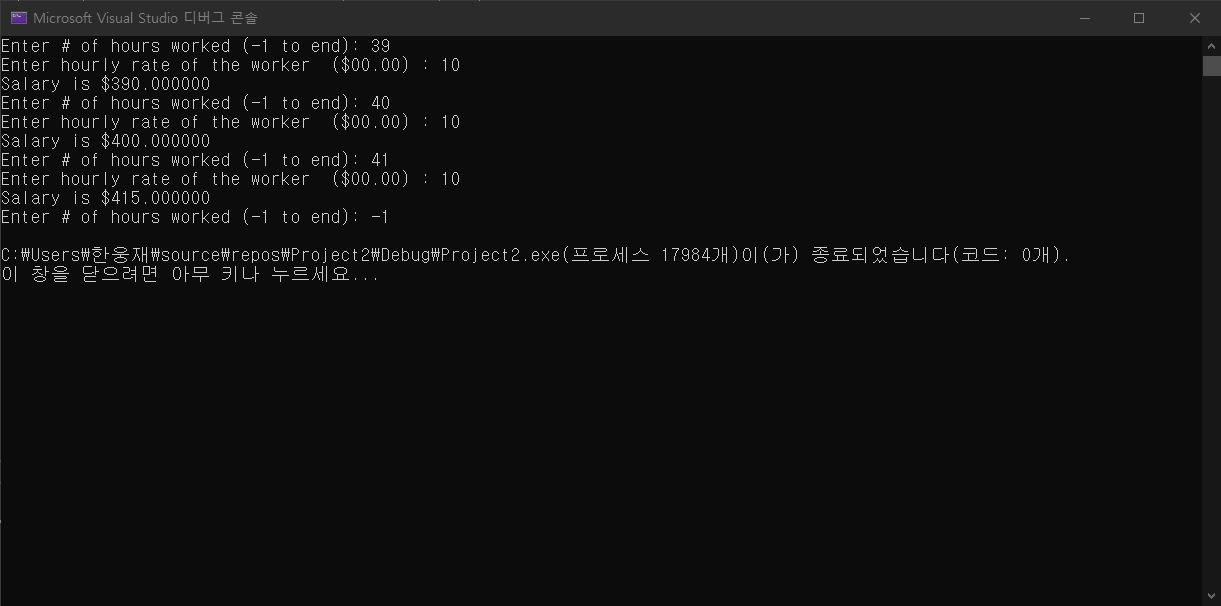 Microsoft Visual Studio 디버그 콘솔
Enter # of hours worked (-1 to end): 39
Enter hourly rate of the worker  ($00.00) : 10
Salary is $390.000000
Enter # of hours worked (-1 to end): 40
Enter hourly rate of the worker  ($00.00) : 10
Salary is $400.000000
Enter # of hours worked (-1 to end): 41
Enter hourly rate of the worker  ($00.00) : 10
Salary is $415.000000
Enter # of hours worked (-1 to end): -1
C:₩Users₩한웅재₩source₩repos₩Project2₩Debug₩Project2.exe(프로세스 17984개)이(가) 종료되었습니다(코드: 0개).
이 창을 닫으려면 아무 키나 누르세요...